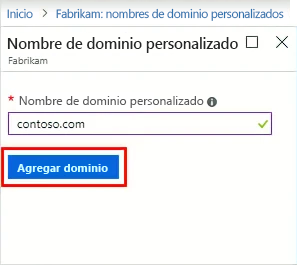 Inicio > Fabrikam: nombres de dominio personalizados
Nombre de dominio personalizado
Fabrikam
* Nombre de dominio personalizado
contoso.com
Agregar dominio